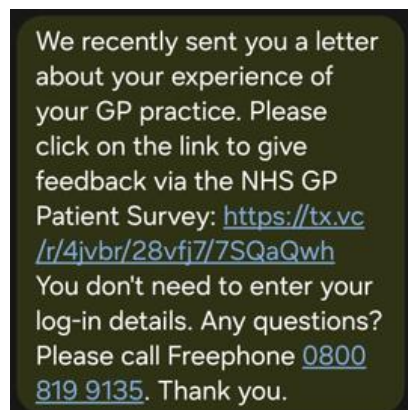 We recently sent you a letter
about your experience of
your GP practice. Please
click on the link to give
feedback via the NHS GP
Patient Survey: https://tx.vc
/r/4jvbr/28vfj7/7SQaQwh
You don't need to enter your
log-in details. Any questions?
Please call Freephone 0800
819 9135. Thank you.